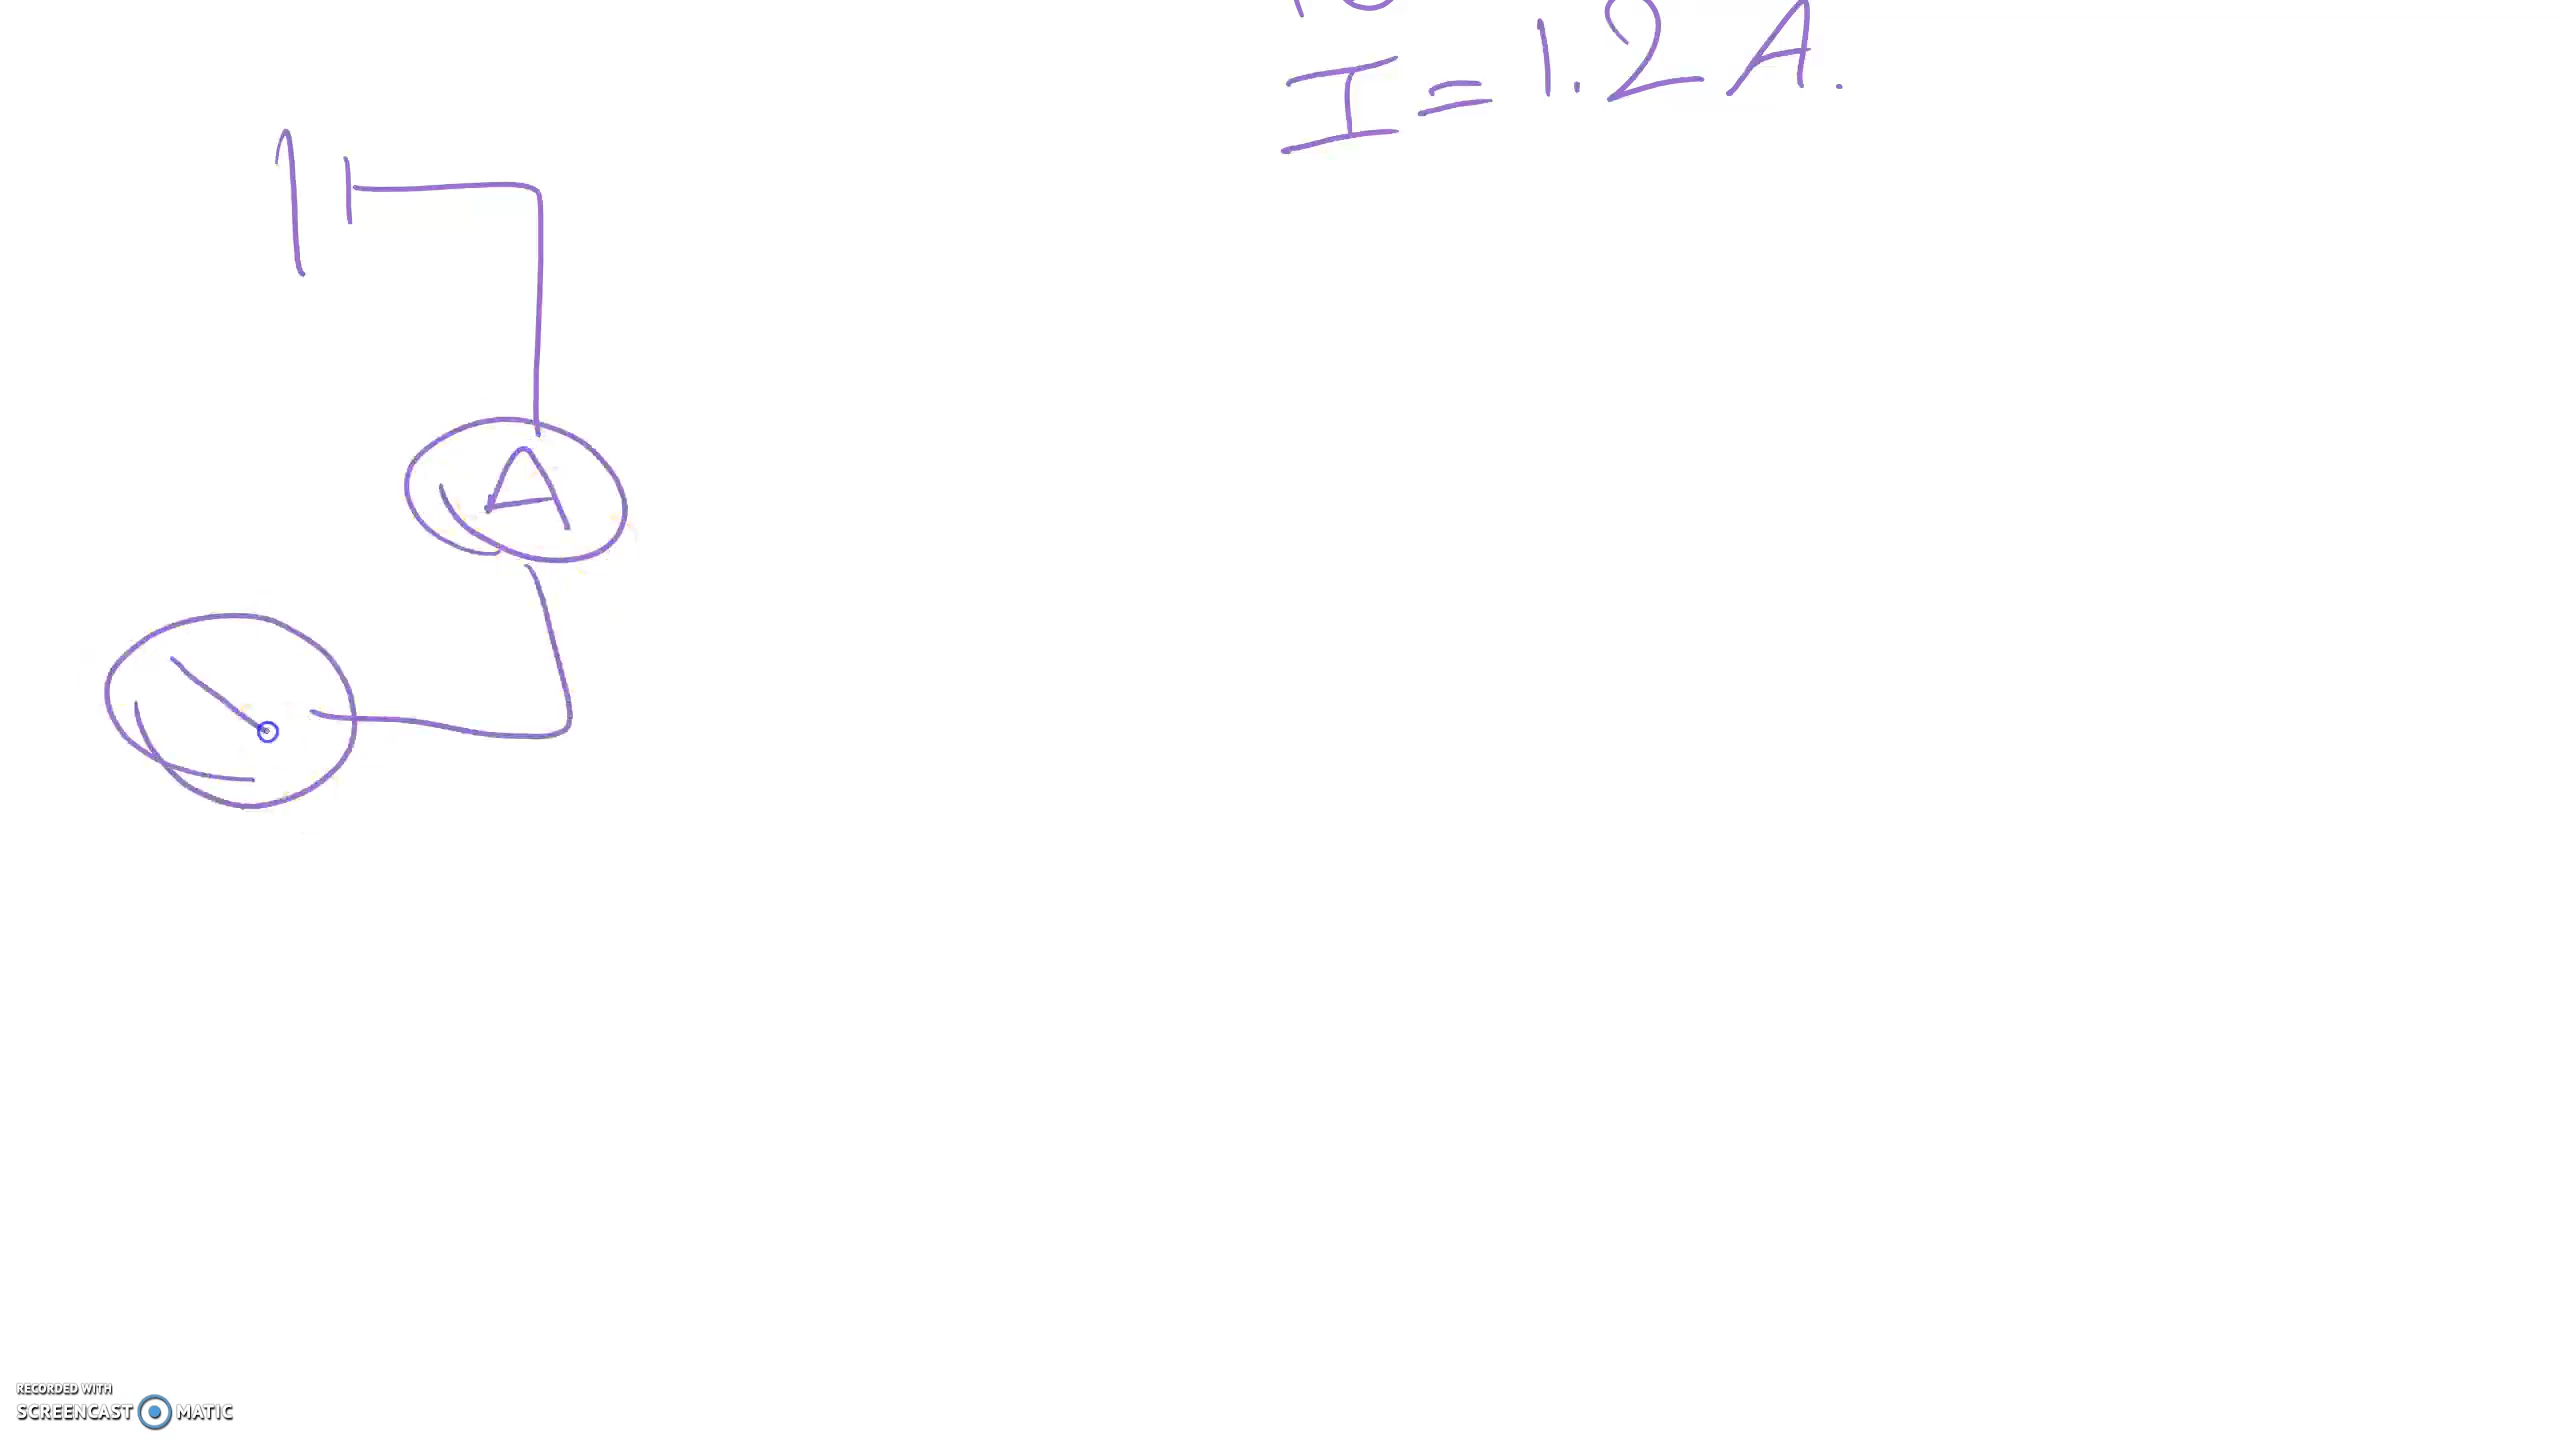 I = 1.2 A.
A
RECORDED WITH
SCREENCAST MATIC